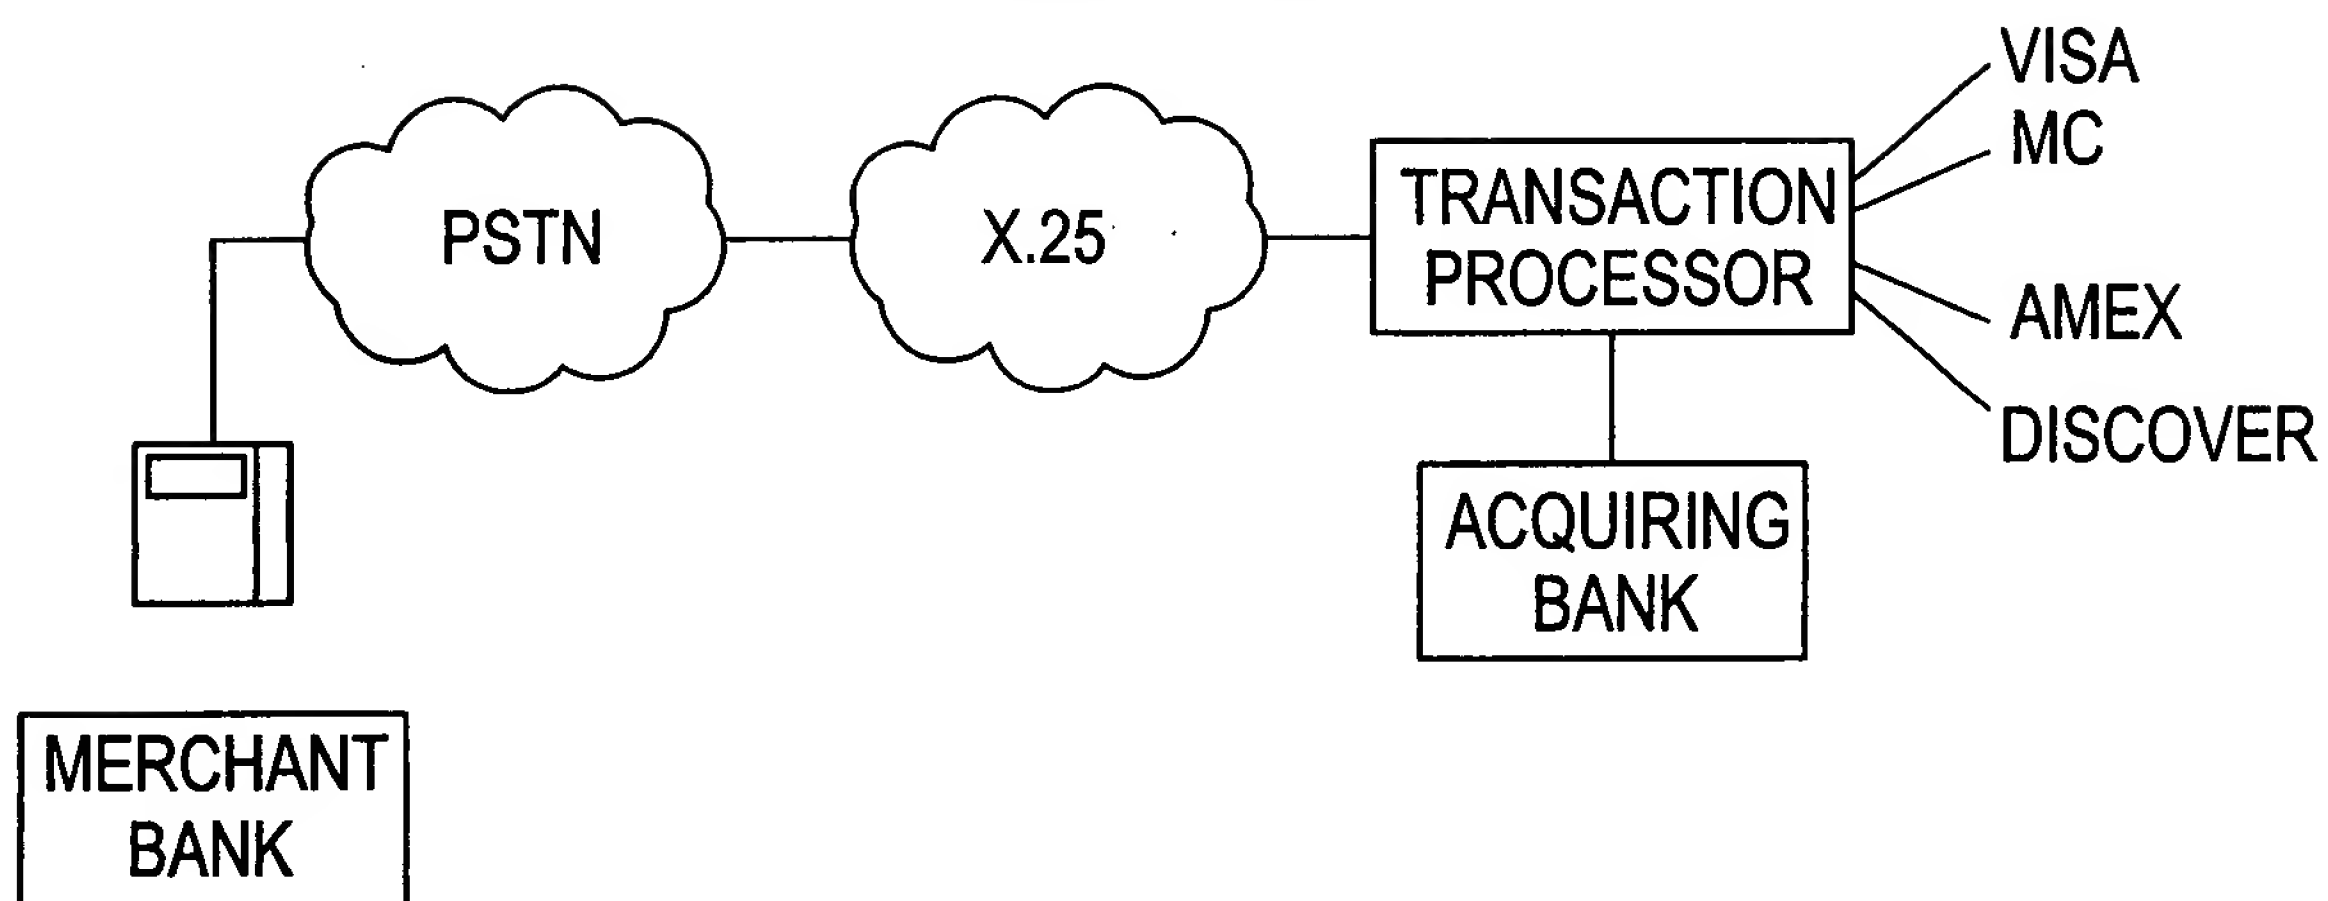 VISA
MC
PSTN
X.25
TRANSACTION
PROCESSOR
AMEX
DISCOVER
ACQUIRING
BANK
MERCHANT
BANK